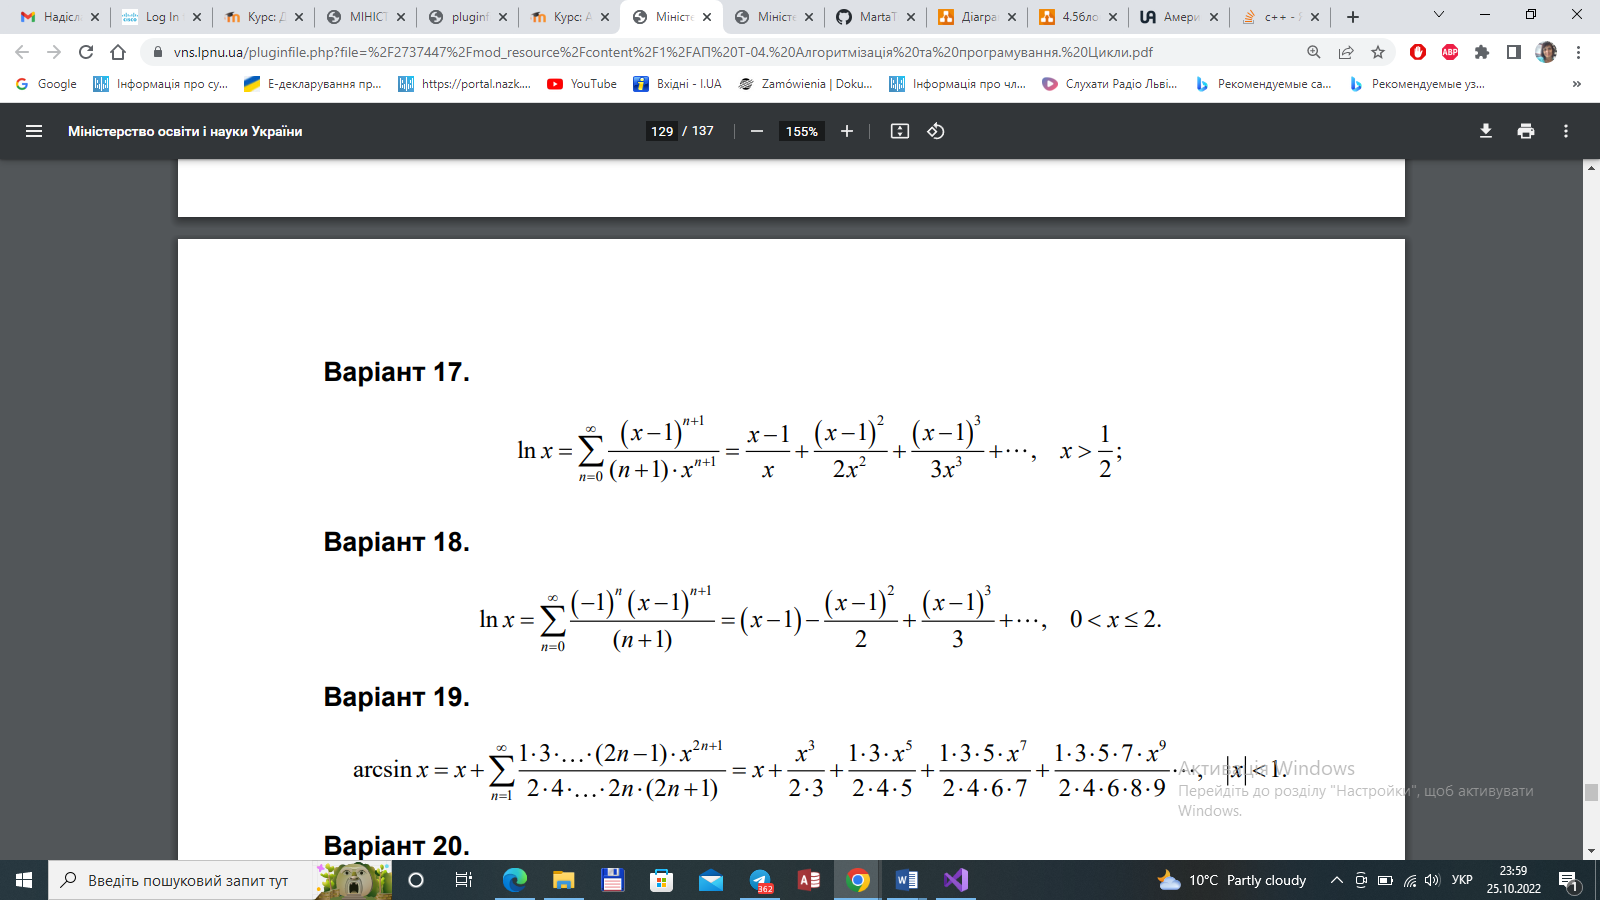 Надісл
Log In
Курс: Д
МІНІСТ
pluginf
Курс: А
Міністе
Міністе
MartaT
Діагра
4.5бло
Амери
c++ -
vns.lpnu.ua/pluginfile.php?file=%2F2737447%2Fmod_resource%2Fcontent%2F1%2FАП%20Т-04.%20Алгоритмізація%20та%20програмування.%20Цикли.pdf
Google Інформація про су... Е-декларування пр... https://portal.nazk.... YouTube Вхідні - I.UA Zamówienia | Doku... Інформація про чл... Слухати Радіо Льві... Рекомендуемые са... Рекомендуемые уз... »
Міністерство освіти і науки України 129 / 137 155%
Варіант 17.
ln x = ∑_{n=0}^{∞} (x−1)^{n+1} / ((n+1)·x^{n+1}) = (x−1)/x + (x−1)^2/(2x^2) + (x−1)^3/(3x^3) + ⋯, x > 1/2;
Варіант 18.
ln x = ∑_{n=0}^{∞} (−1)^n (x−1)^{n+1} / (n+1) = (x−1) − (x−1)^2/2 + (x−1)^3/3 + ⋯, 0 < x ≤ 2.
Варіант 19.
arcsin x = x + ∑_{n=1}^{∞} (1·3·…·(2n−1)·x^{2n+1}) / (2·4·…·2n·(2n+1)) = x + x^3/(2·3) + (1·3·x^5)/(2·4·5) + (1·3·5·x^7)/(2·4·6·7) + (1·3·5·7·x^9)/(2·4·6·8·9) ⋯, |x| < 1.
Активація Windows
Перейдіть до розділу "Настройки", щоб активувати
Windows.
Варіант 20.
Введіть пошуковий запит тут
362
10°C Partly cloudy
УКР
23:59
25.10.2022
1